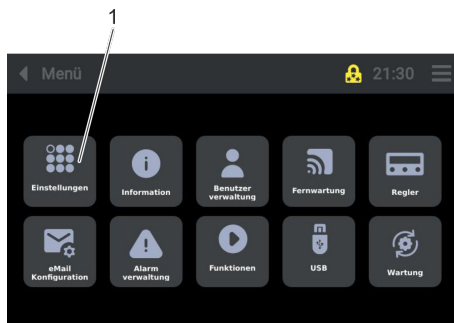 1
Menü
21:30
Einstellungen
Information
Benutzer
verwaltung
Fernwartung
Regler
eMail
Konfiguration
Alarm
verwaltung
Funktionen
USB
Wartung